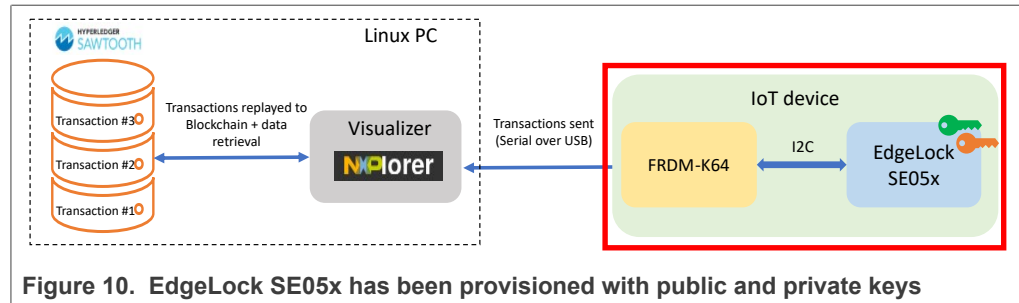 HYPERLEDGER
SAWTOOTH
Linux PC
Transaction #3
Transaction #2
Transaction #1
Transactions replayed to
Blockchain + data
retrieval
Visualizer
NXPlorer
Transactions sent
(Serial over USB)
IoT device
FRDM-K64
I2C
EdgeLock
SE05x
Figure 10. EdgeLock SE05x has been provisioned with public and private keys